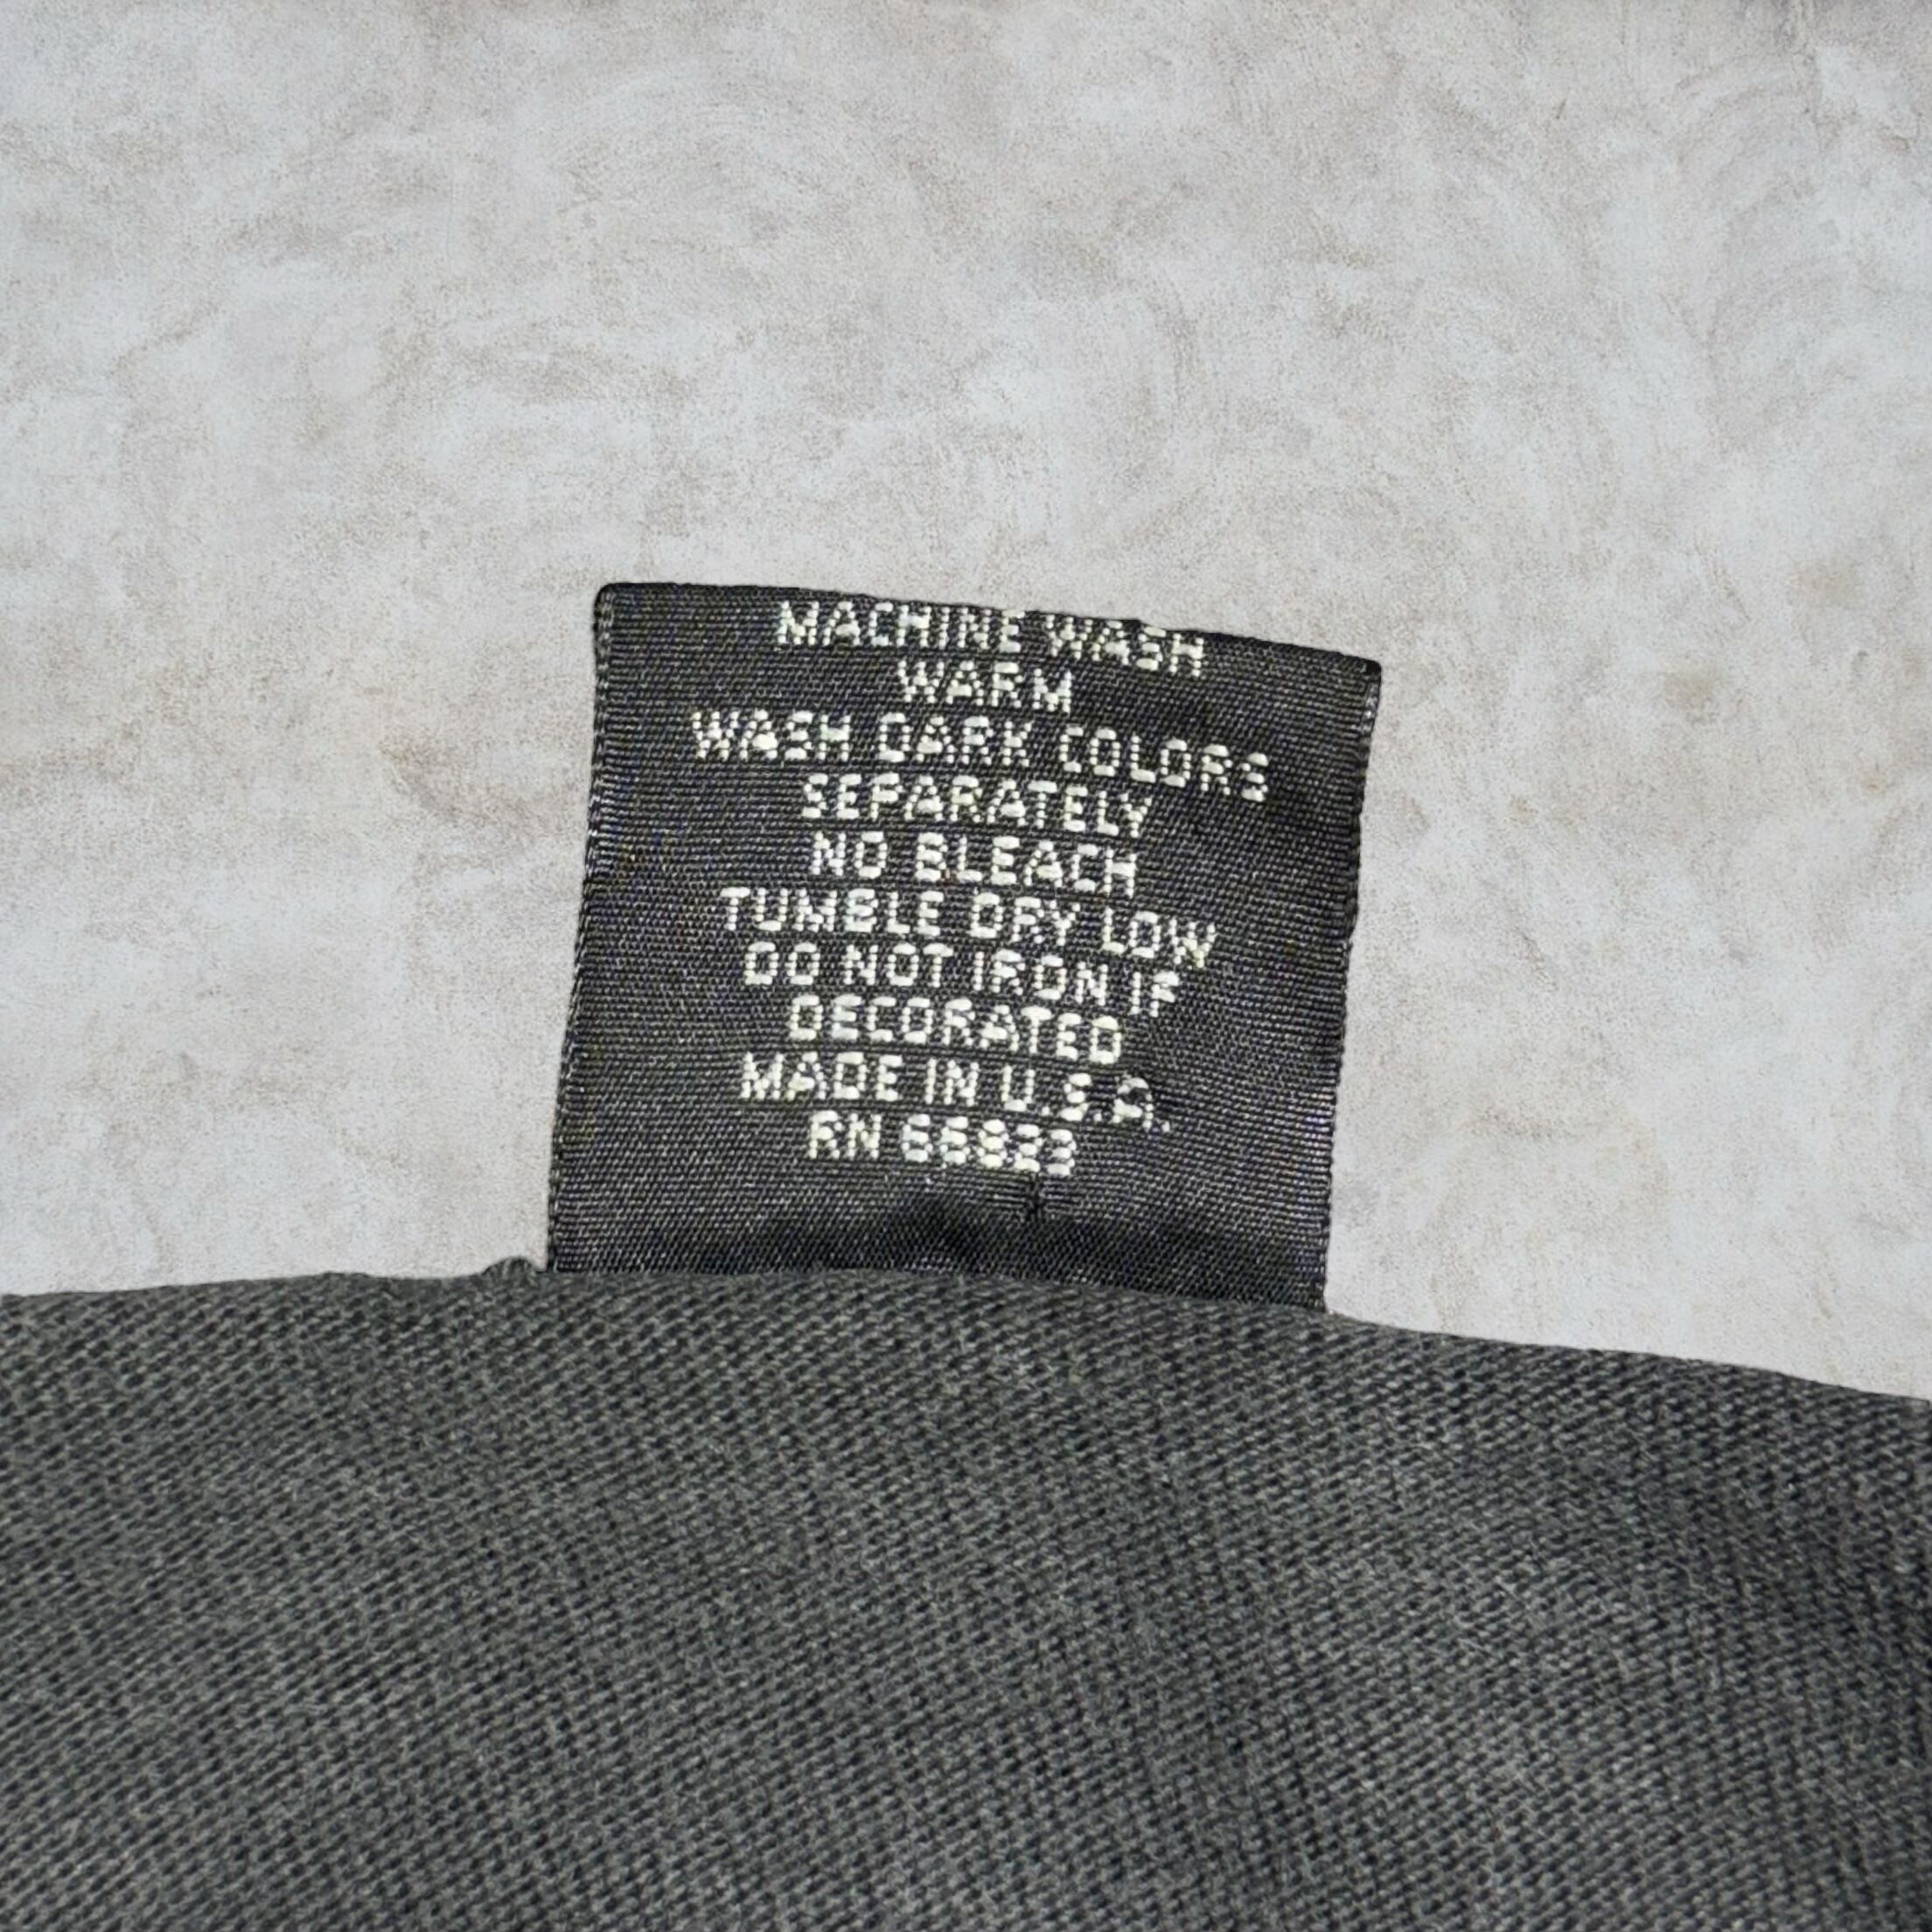 MACHINE WASH
WARM
WASH DARK COLORS
SEPARATELY
NO BLEACH
TUMBLE DRY LOW
DO NOT IRON IF
DECORATED
MADE IN U.S.A.
RN 66823